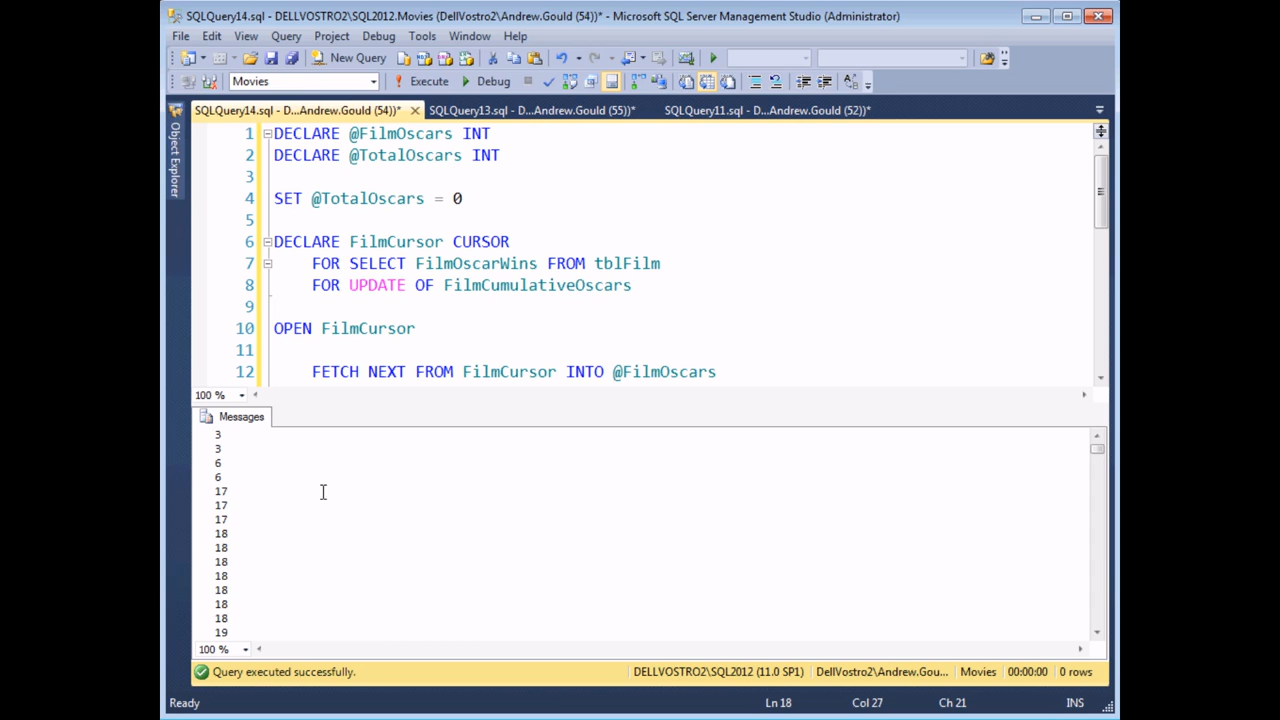 SQLQuery14.sql - DELLVOSTRO2\SQL2012.Movies (DellVostro2\Andrew.Gould (54))* - Microsoft SQL Server Management Studio (Administrator)
File Edit View Query Project Debug Tools Window Help
New Query
Movies Execute Debug
SQLQuery14.sql - D...Andrew.Gould (54))* SQLQuery13.sql - D...Andrew.Gould (55))* SQLQuery11.sql - D...Andrew.Gould (52))*
Object Explorer
1 DECLARE @FilmOscars INT
2 DECLARE @TotalOscars INT
3
4 SET @TotalOscars = 0
5
6 DECLARE FilmCursor CURSOR
7 FOR SELECT FilmOscarWins FROM tblFilm
8 FOR UPDATE OF FilmCumulativeOscars
9
10 OPEN FilmCursor
11
12 FETCH NEXT FROM FilmCursor INTO @FilmOscars
100 %
Messages
3
3
6
6
17
17
17
18
18
18
18
18
18
18
19
100 %
Query executed successfully. DELLVOSTRO2\SQL2012 (11.0 SP1) DellVostro2\Andrew.Gou... Movies 00:00:00 0 rows
Ready Ln 18 Col 27 Ch 21 INS